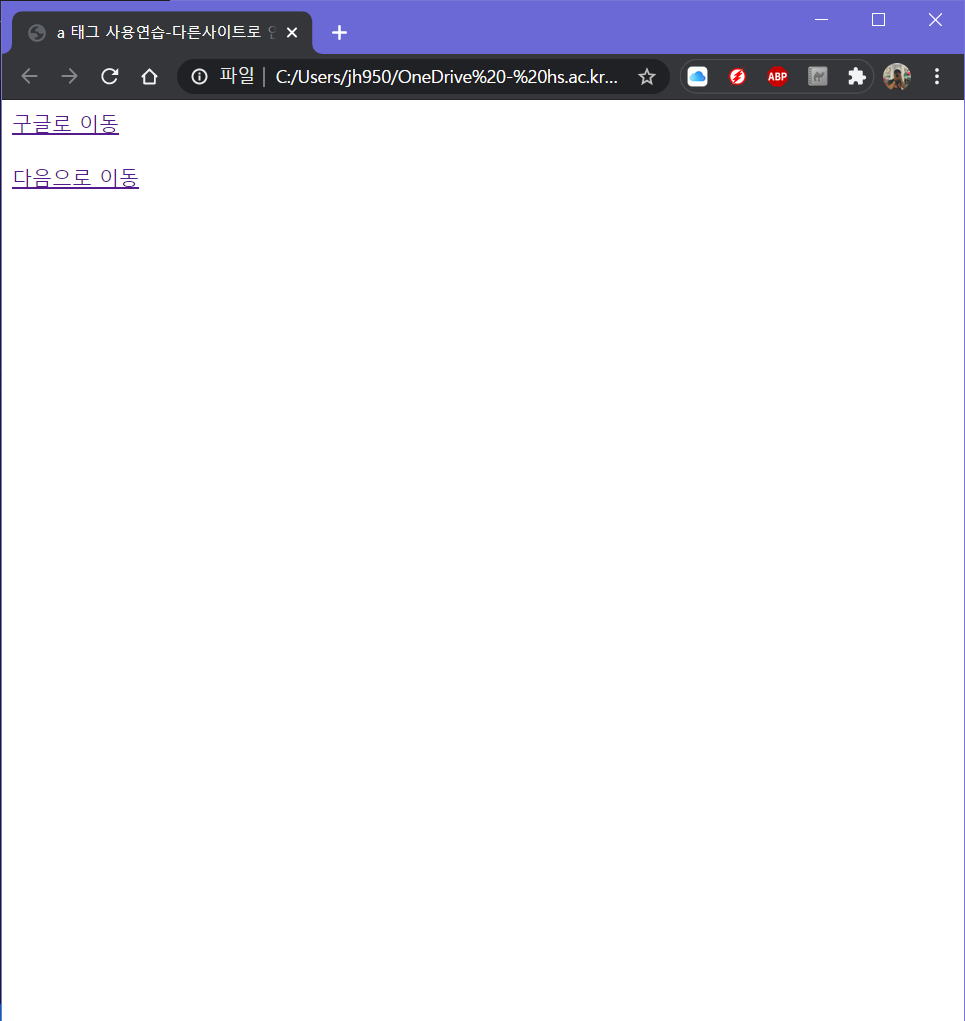 a 태그 사용연습-다른사이트로
파일 | C:/Users/jh950/OneDrive%20-%20hs.ac.kr...
ABP
구글로 이동
다음으로 이동